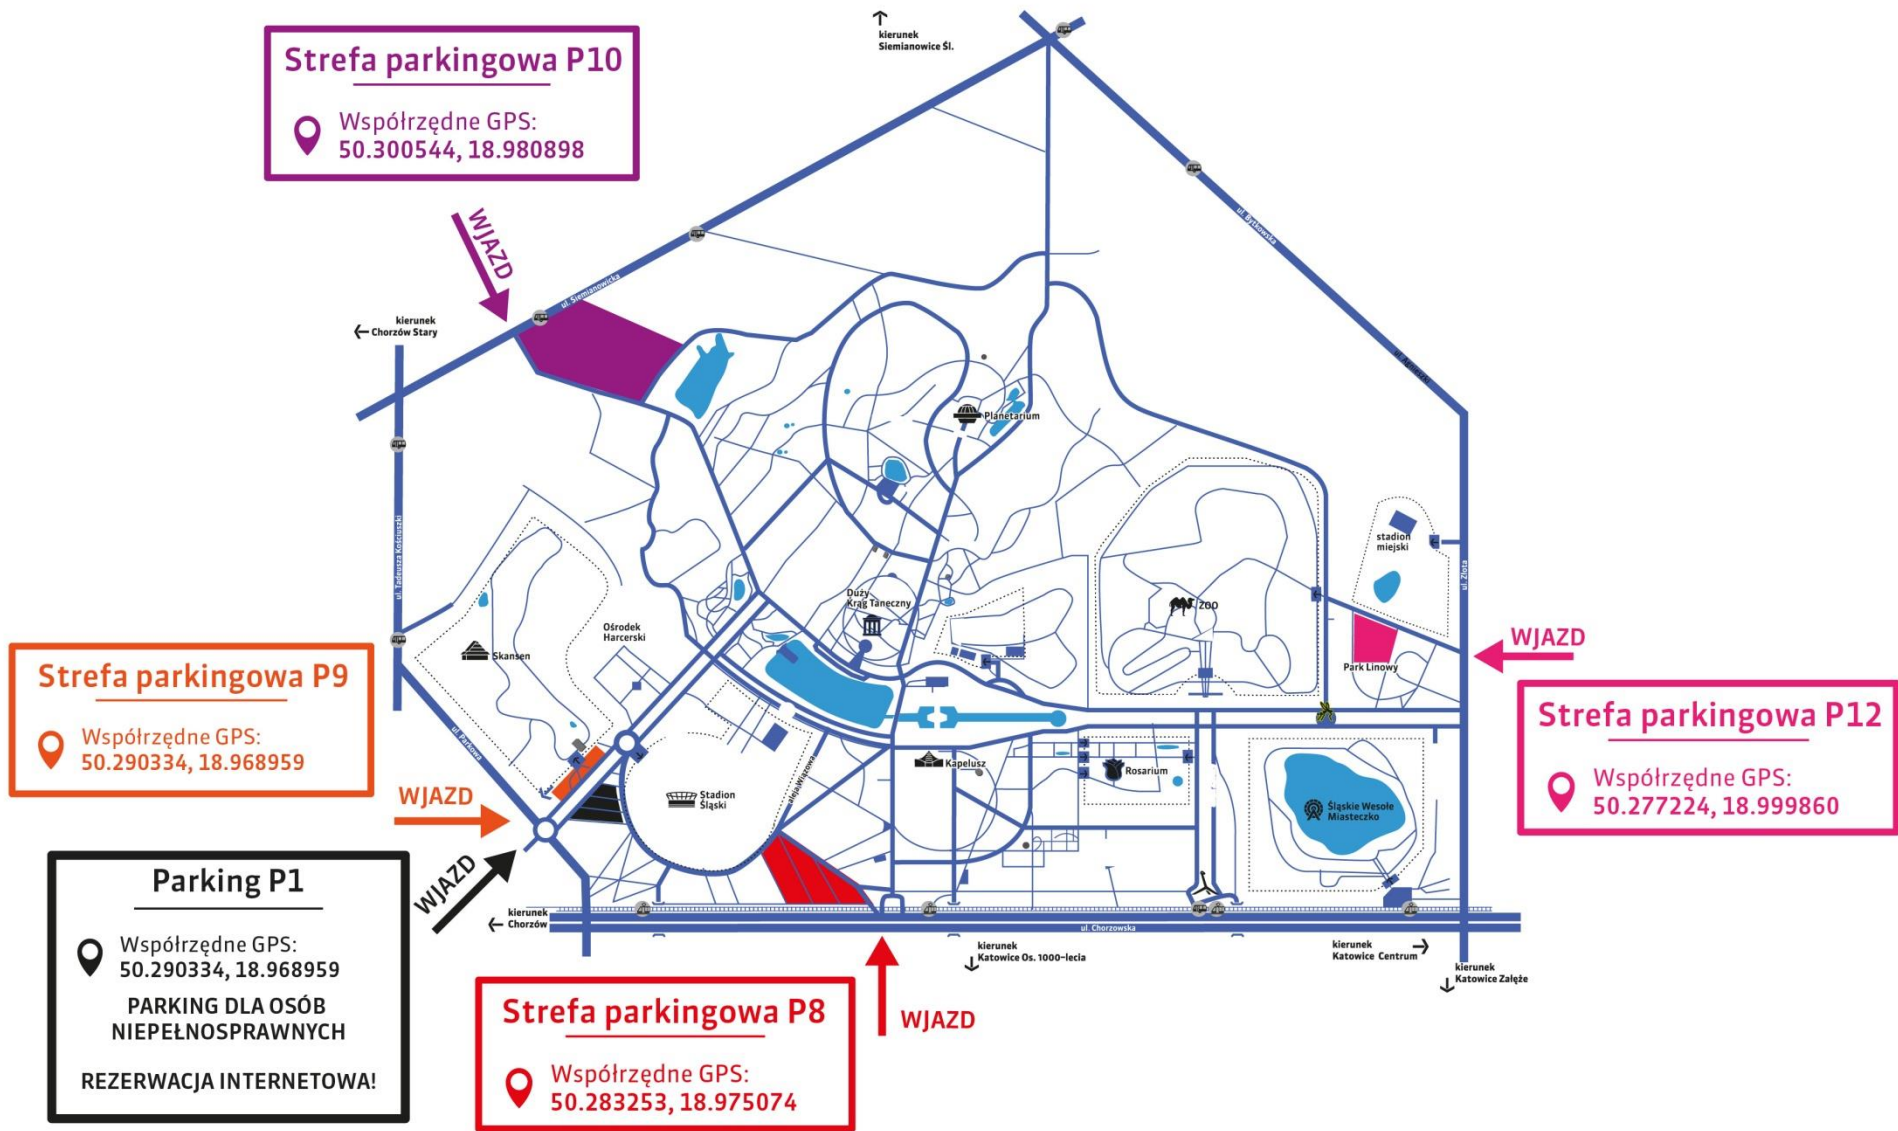 kierunek
Siemianowice Śl.
Strefa parkingowa P10
Współrzędne GPS:
50.300544, 18.980898
WJAZD
ul. Siemianowicka
ul. Bytkowska
ul. Agnieszki
kierunek
Chorzów Stary
Planetarium
ul. Tadeusza Kościuszki
stadion
miejski
ul. Złota
Duży
Krąg Taneczny
ZOO
Ośrodek
Harcerski
Skansen
WJAZD
Park Linowy
Strefa parkingowa P9
Współrzędne GPS:
50.290334, 18.968959
WJAZD
ul. Parkowa
Strefa parkingowa P12
Współrzędne GPS:
50.277224, 18.999860
Kapelusz
Rosarium
Aleja Wiązowa
Stadion
Śląski
Śląskie Wesołe
Miasteczko
Parking P1
Współrzędne GPS:
50.290334, 18.968959
PARKING DLA OSÓB
NIEPEŁNOSPRAWNYCH
REZERWACJA INTERNETOWA!
WJAZD
kierunek
Chorzów
ul. Chorzowska
kierunek
Katowice Os. 1000-lecia
kierunek
Katowice Centrum
kierunek
Katowice Załęże
Strefa parkingowa P8
Współrzędne GPS:
50.283253, 18.975074
WJAZD